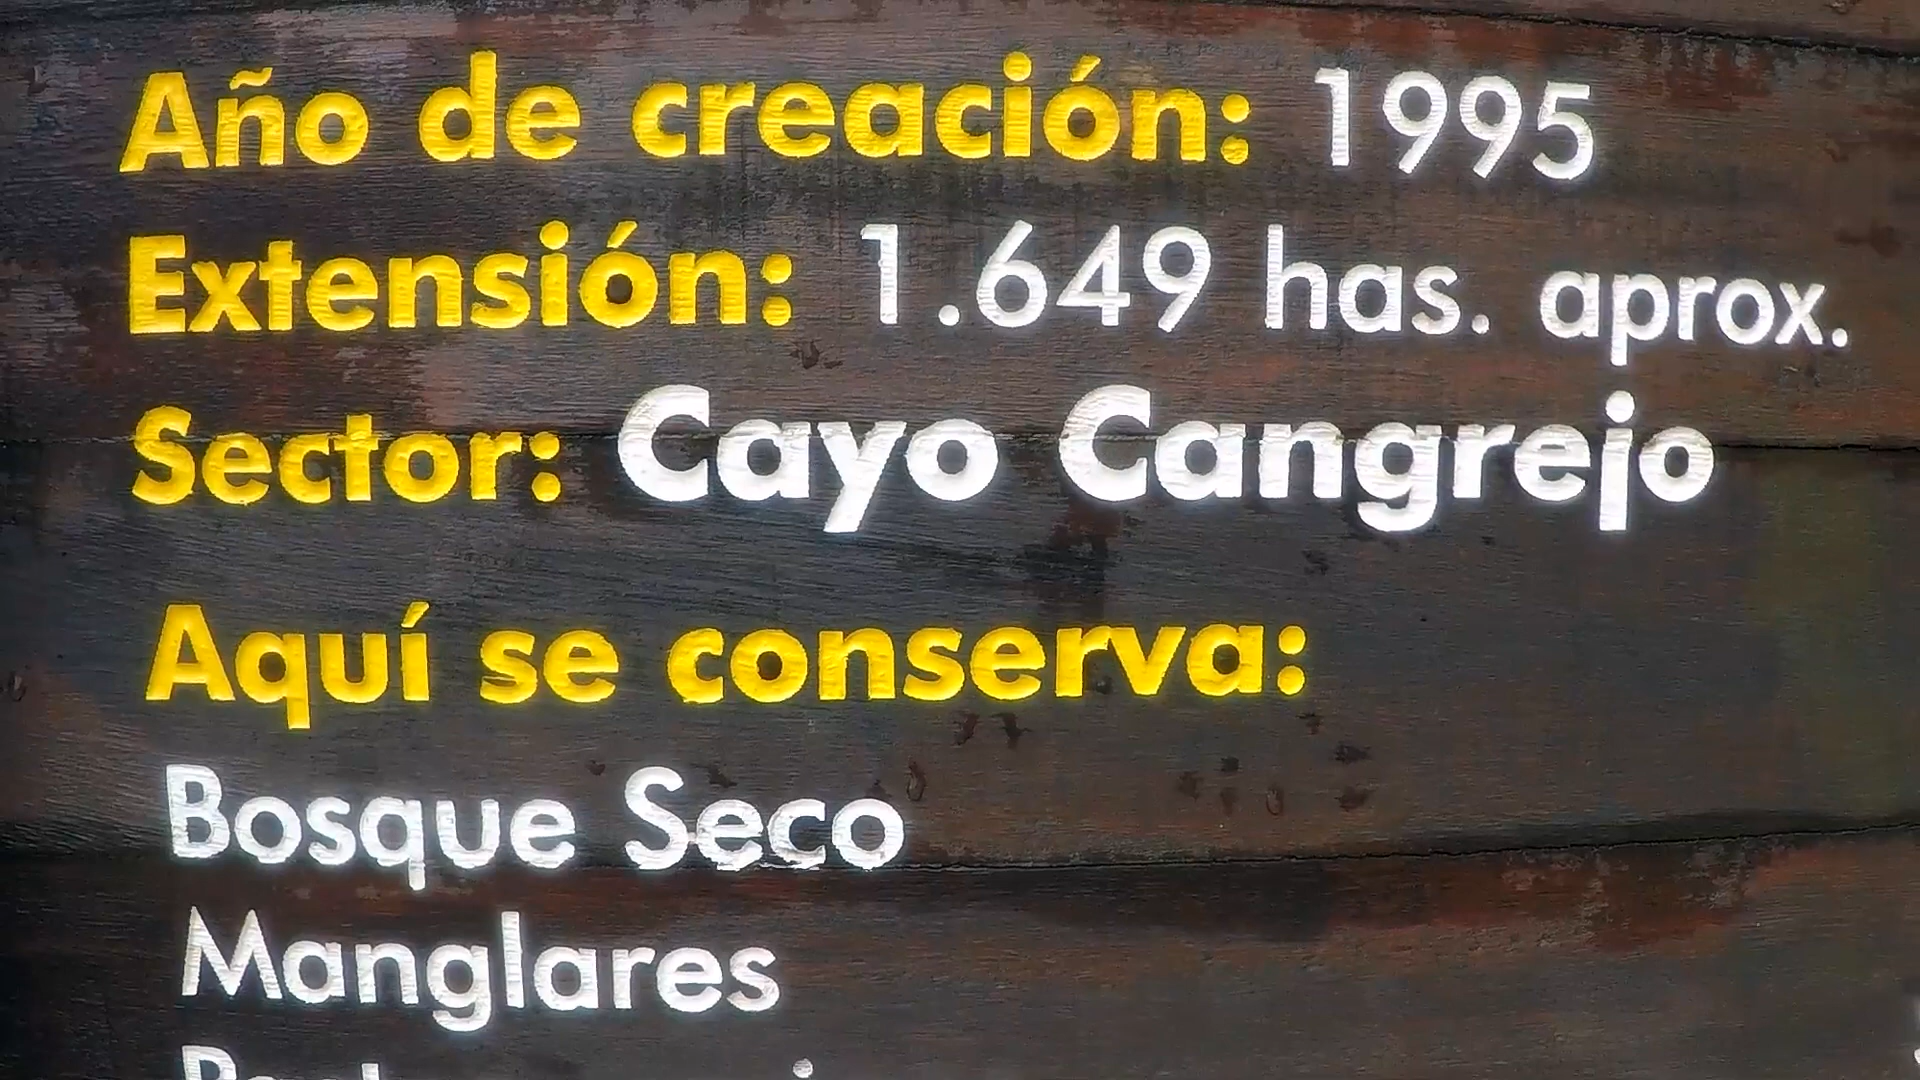 Año de creación: 1995
Extensión: 1.649 has. aprox.
Sector: Cayo Cangrejo
Aquí se conserva:
Bosque Seco
Manglares